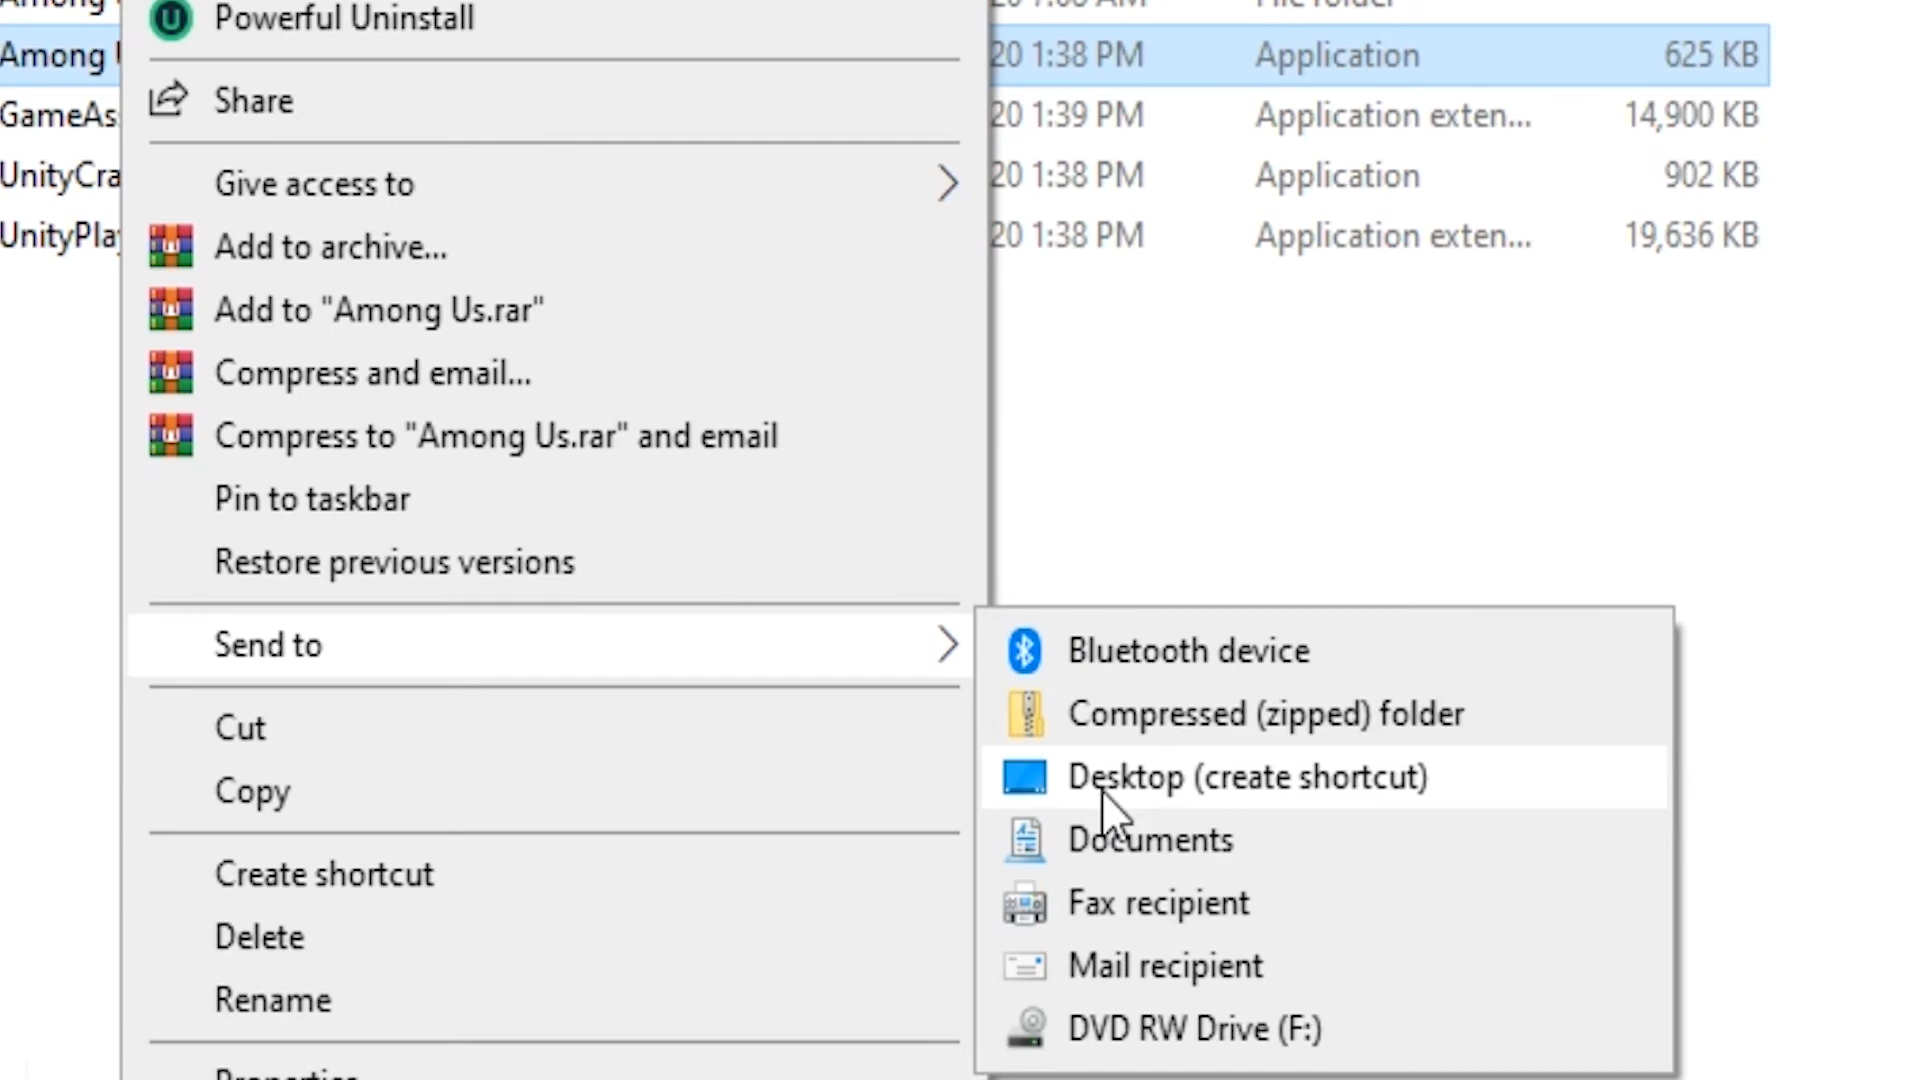 Powerful Uninstall
Among
20 1:38 PM Application 625 KB
Share
GameAs
20 1:39 PM Application exten... 14,900 KB
UnityCra
20 1:38 PM Application 902 KB
Give access to
UnityPlay
20 1:38 PM Application exten... 19,636 KB
Add to archive...
Add to "Among Us.rar"
Compress and email...
Compress to "Among Us.rar" and email
Pin to taskbar
Restore previous versions
Send to
Cut
Copy
Create shortcut
Delete
Rename
Properties
Bluetooth device
Compressed (zipped) folder
Desktop (create shortcut)
Documents
Fax recipient
Mail recipient
DVD RW Drive (F:)